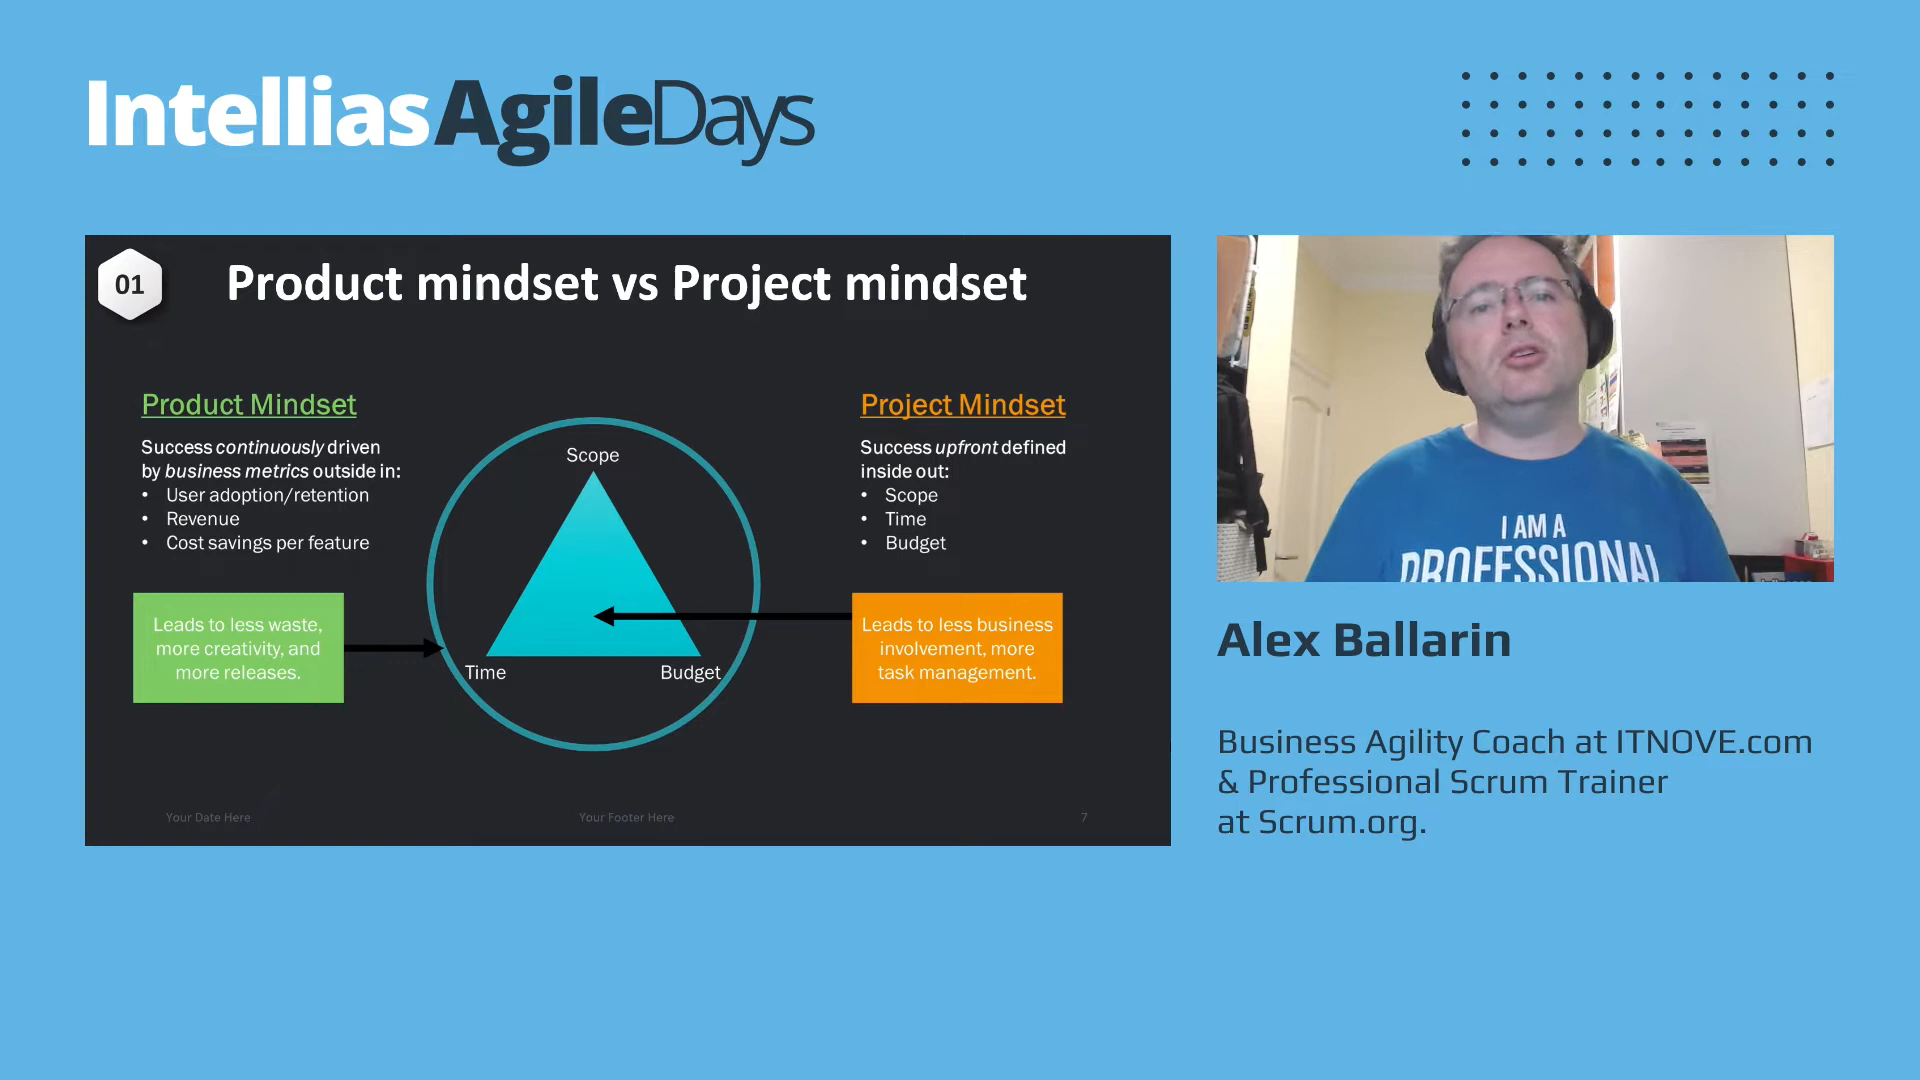 IntelliasAgileDays
01
Product mindset vs Project mindset
Product Mindset
Success continuously driven
by business metrics outside in:
• User adoption/retention
• Revenue
• Cost savings per feature
Leads to less waste,
more creativity, and
more releases.
Scope
Time
Budget
Project Mindset
Success upfront defined
inside out:
• Scope
• Time
• Budget
Leads to less business
involvement, more
task management.
Your Date Here
Your Footer Here
7
I AM A
PROFESSIONAL
Alex Ballarin
Business Agility Coach at ITNOVE.com
& Professional Scrum Trainer
at Scrum.org.